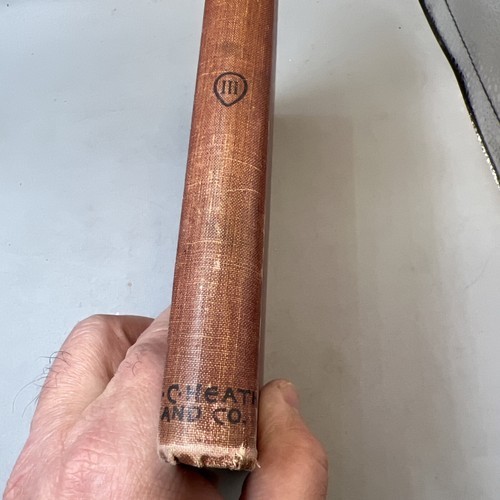 III
.C.HEATH
AND CO.